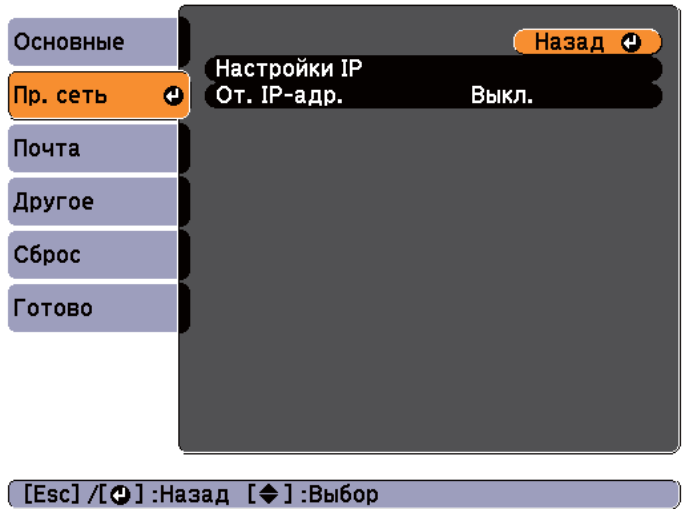 Основные
Пр. сеть
Почта
Другое
Сброс
Готово
Назад
Настройки IP
От. IP-адр. Выкл.
[Esc] /[⏎] :Назад [◆] :Выбор